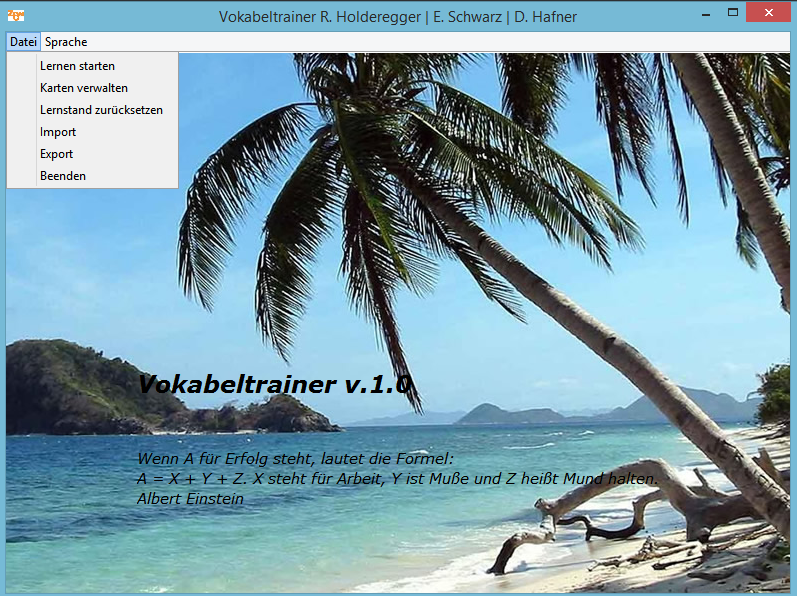 Vokabeltrainer R. Holderegger | E. Schwarz | D. Hafner
Datei Sprache
Lernen starten
Karten verwalten
Lernstand zurücksetzen
Import
Export
Beenden
Vokabeltrainer v.1.0
Wenn A für Erfolg steht, lautet die Formel:
A = X + Y + Z. X steht für Arbeit, Y ist Muße und Z heißt Mund halten.
Albert Einstein